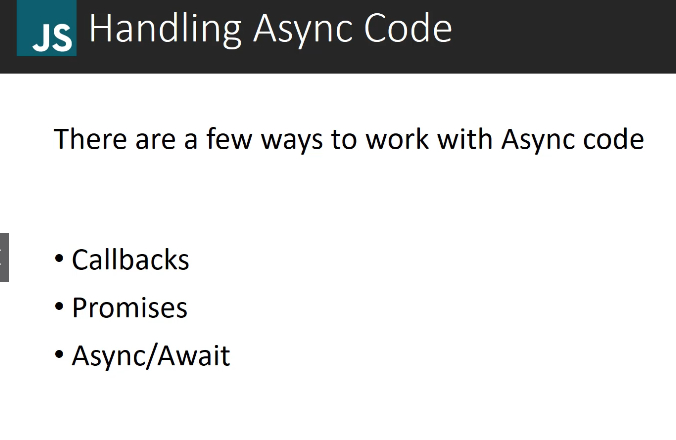 JS Handling Async Code
There are a few ways to work with Async code
• Callbacks
• Promises
• Async/Await